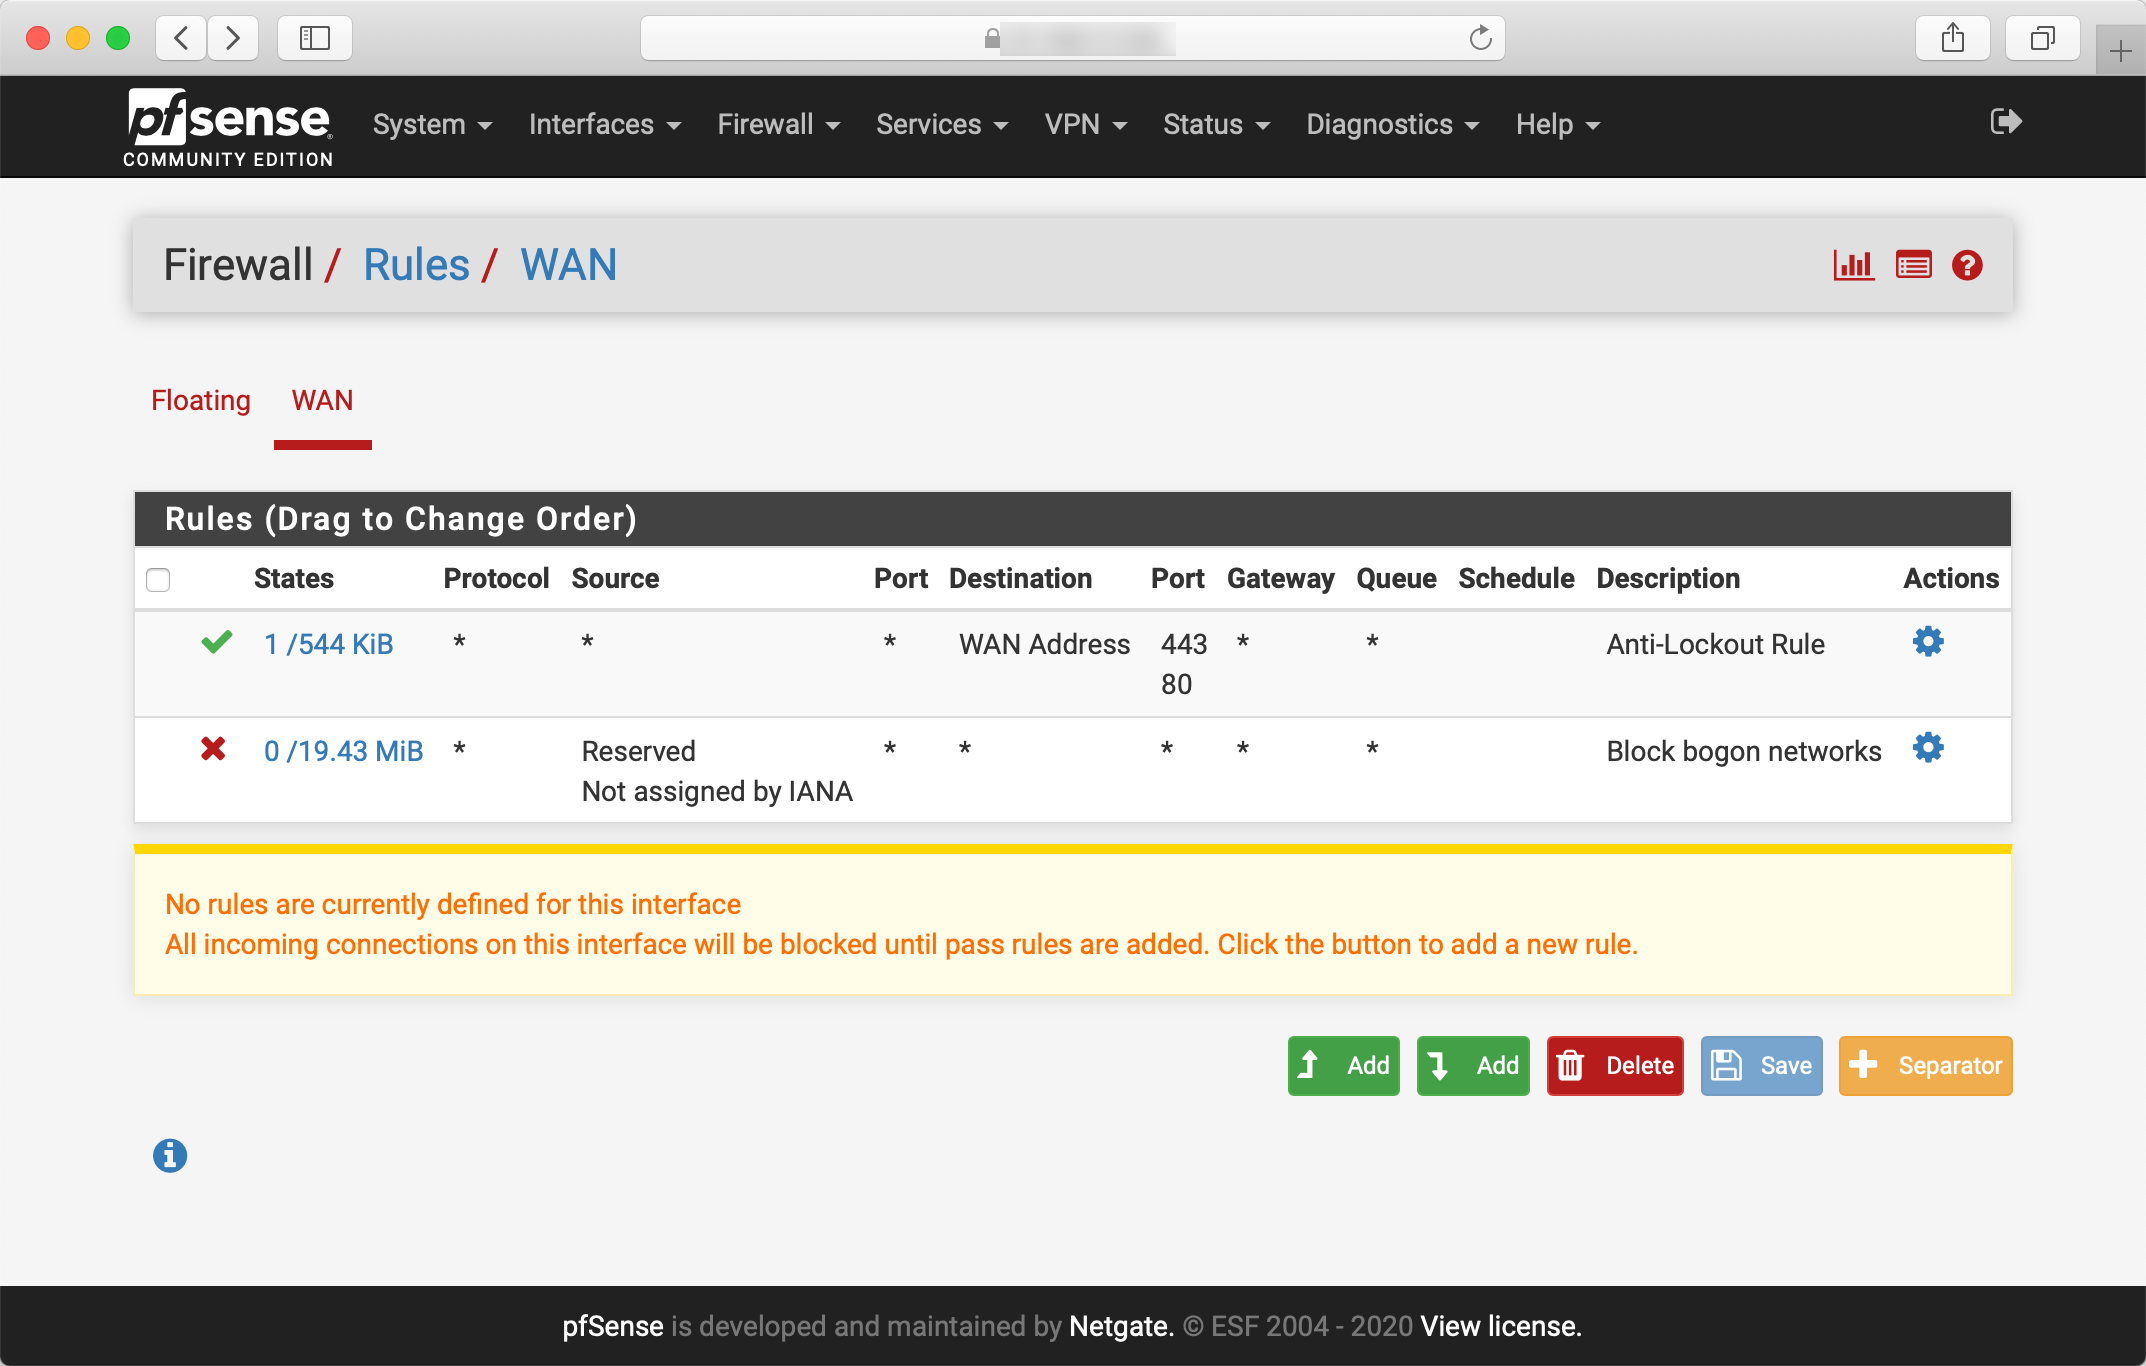 pfsense
COMMUNITY EDITION
System Interfaces Firewall Services VPN Status Diagnostics Help
Firewall / Rules / WAN
Floating WAN
Rules (Drag to Change Order)
States Protocol Source Port Destination Port Gateway Queue Schedule Description Actions
1 /544 KiB * * * WAN Address 443 * * Anti-Lockout Rule
80
0 /19.43 MiB * Reserved * * * * * Block bogon networks
Not assigned by IANA
No rules are currently defined for this interface
All incoming connections on this interface will be blocked until pass rules are added. Click the button to add a new rule.
Add Add Delete Save Separator
pfSense is developed and maintained by Netgate. © ESF 2004 - 2020 View license.